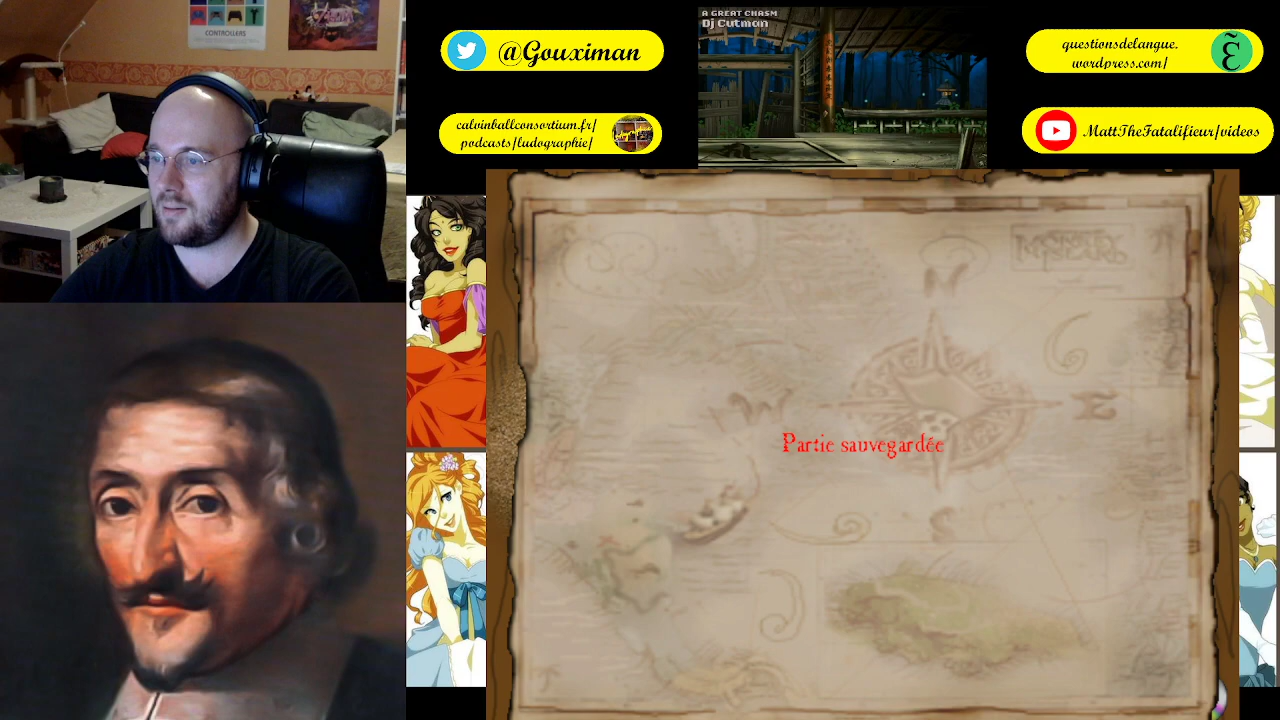 CONTROLLERS
@Gouximan
calvinballconsortium.fr/
podcasts/ludographie/
A GREAT CHASM
Dj Cutman
questionsdelangue.
wordpress.com/
MattTheFatalifieur/videos
N
W
E
S
Partie sauvegardée